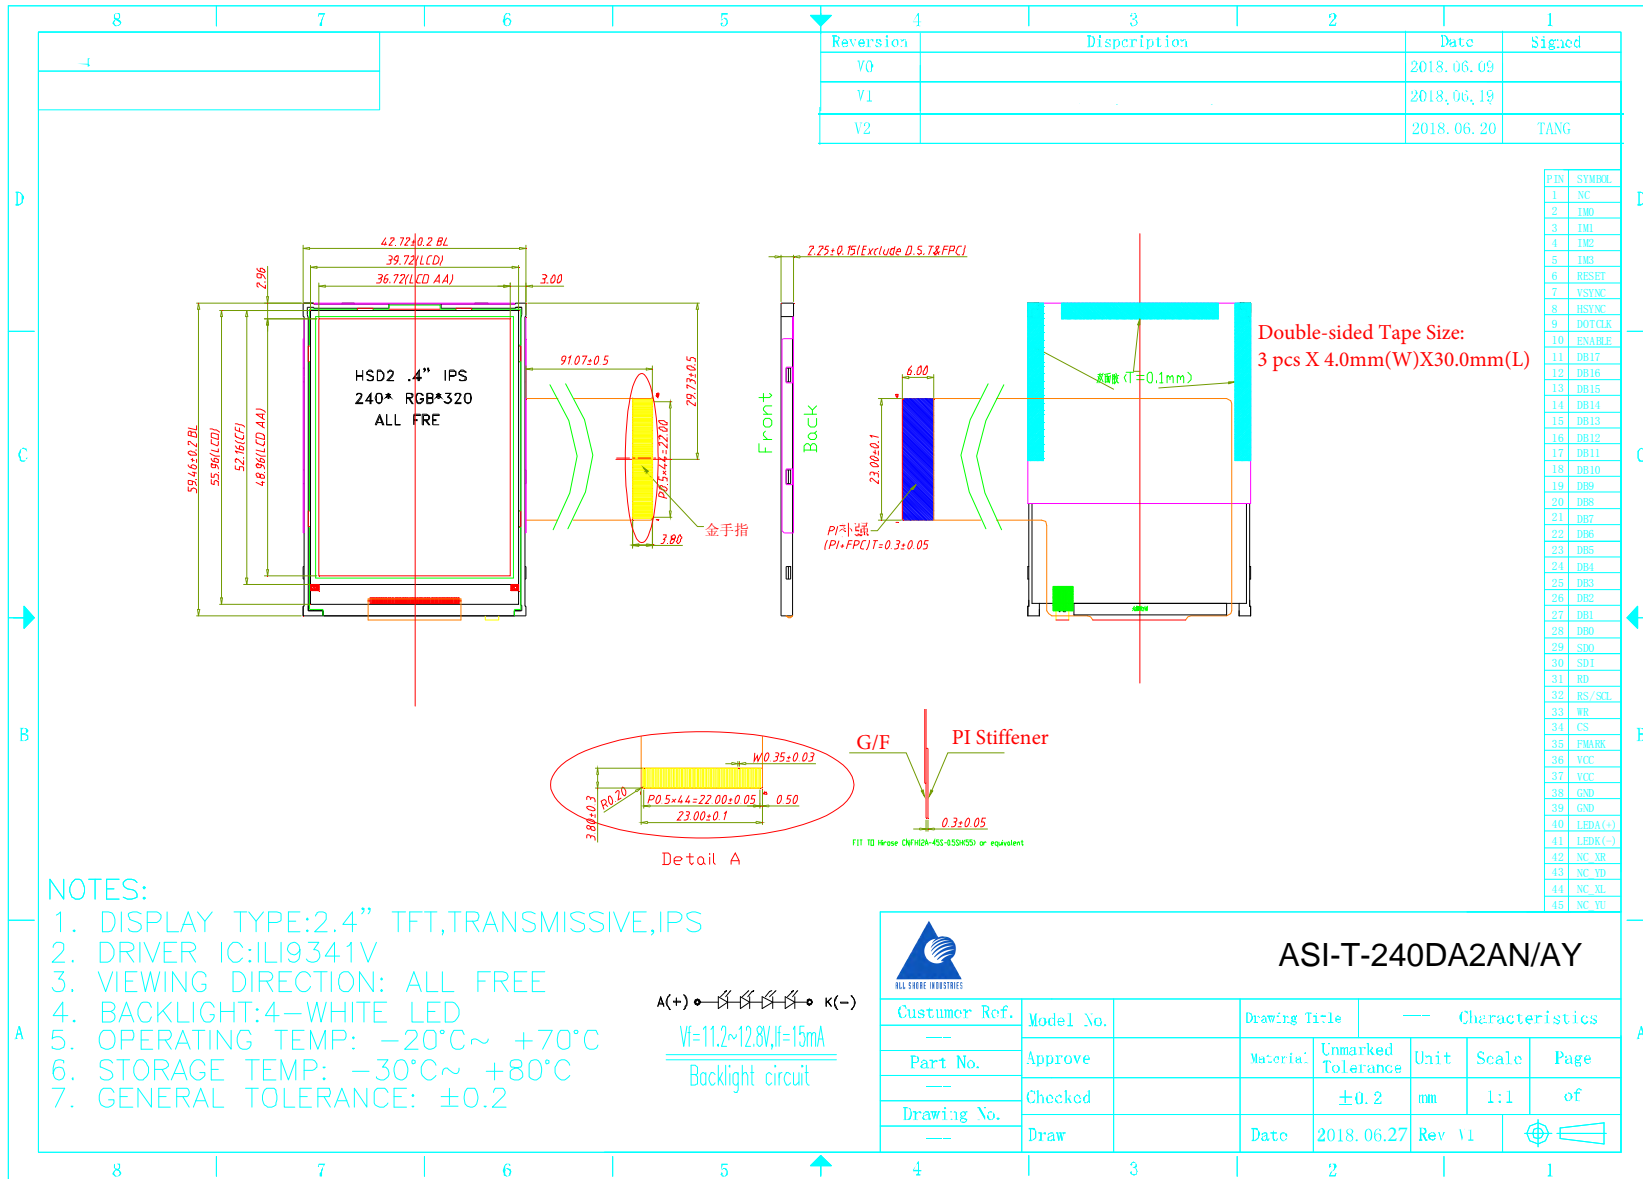 8 7 6 5 4 3 2 1
Reversion Dispcription Date Signed
V0 2018.06.09
V1 2018.06.19
V2 2018.06.20 TANG
D
C
B
A
PIN SYMBOL
1 NC
2 IM0
3 IM1
4 IM2
5 IM3
6 RESET
7 VSYNC
8 HSYNC
9 DOTCLK
10 ENABLE
11 DB17
12 DB16
13 DB15
14 DB14
15 DB13
16 DB12
17 DB11
18 DB10
19 DB9
20 DB8
21 DB7
22 DB6
23 DB5
24 DB4
25 DB3
26 DB2
27 DB1
28 DB0
29 SDO
30 SDI
31 RD
32 RS/SCL
33 WR
34 CS
35 FMARK
36 VCC
37 VCC
38 GND
39 GND
40 LEDA(+)
41 LEDK(-)
42 NC_XR
43 NC_YD
44 NC_XL
45 NC_YU
42.72±0.2 BL
39.72(LCD)
36.72(LCD AA)
2.96
3.00
59.46±0.2 BL
55.96(LCD)
52.16(CF)
48.96(LCD AA)
HSD2 .4” IPS
240* RGB*320
ALL FRE
91.07±0.5
29.73±0.5
P0.5×44=22.00
3.80
金手指
2.25±0.15(Exclude D.S.T&FPC)
Front
Back
6.00
23.00±0.1
PI补强
(PI+FPC)T=0.3±0.05
(T=0.1mm)
Double-sided Tape Size:
3 pcs X 4.0mm(W)X30.0mm(L)
W0.35±0.03
3.80±0.3
R0.20
P0.5×44=22.00±0.05 0.50
23.00±0.1
Detail A
G/F PI Stiffener
0.3±0.05
FIT TO Hirose
or equivalent
NOTES:
1. DISPLAY TYPE:2.4” TFT,TRANSMISSIVE,IPS
2. DRIVER IC:ILI9341V
3. VIEWING DIRECTION: ALL FREE
4. BACKLIGHT:4-WHITE LED
5. OPERATING TEMP: -20°C~ +70°C
6. STORAGE TEMP: -30°C~ +80°C
7. GENERAL TOLERANCE: ±0.2
A(+) K(-)
Vf=11.2~12.8V,If=15mA
Backlight circuit
ALL SHORE INDUSTRIES
ASI-T-240DA2AN/AY
Custumer Ref. Model No. Drawing Title -- Characteristics
--
Part No. Approve Material Unmarked Tolerance Unit Scale Page
--
Checked ±0.2 mm 1:1 of
Drawing No.
-- Draw Date 2018.06.27 Rev V1
8 7 6 5 4 3 2 1